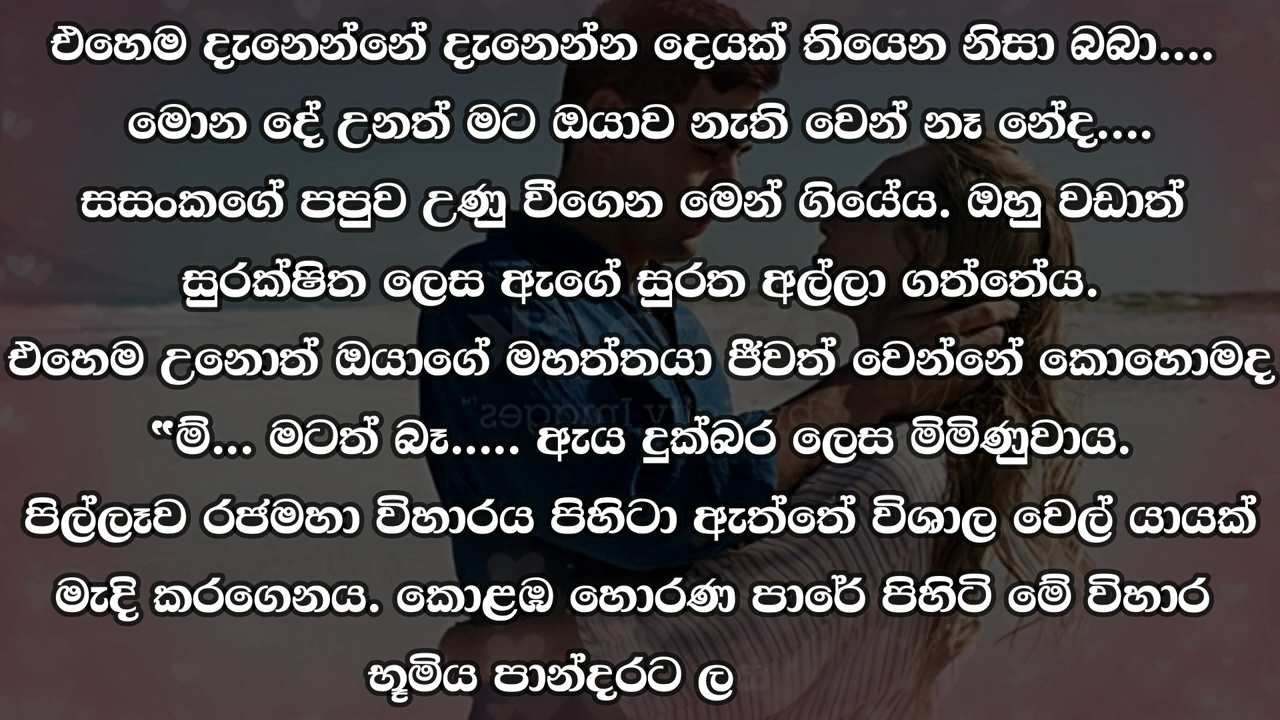 එහෙම දැනෙන්නේ දැනෙන්න දෙයක් තියෙන නිසා බබා....
මොන දේ උනත් මට ඔයාව නැති වෙන් නෑ නේද....
සසංකගේ පපුව උණු වීගෙන මෙන් ගියේය. ඔහු වඩාත්
සුරක්ෂිත ලෙස ඇගේ සුරත අල්ලා ගත්තේය.
එහෙම උනොත් ඔයාගේ මහත්තයා ජීවත් වෙන්නේ කොහොමද
"ම්... මටත් බෑ..... ඇය දුක්බර ලෙස මිමිණුවාය.
පිල්ලෑව රජමහා විහාරය පිහිටා ඇත්තේ විශාල වෙල් යායක්
මැදි කරගෙනය. කොළඹ හොරණ පාරේ පිහිටි මේ විහාර
භූමිය පාන්දරට ල